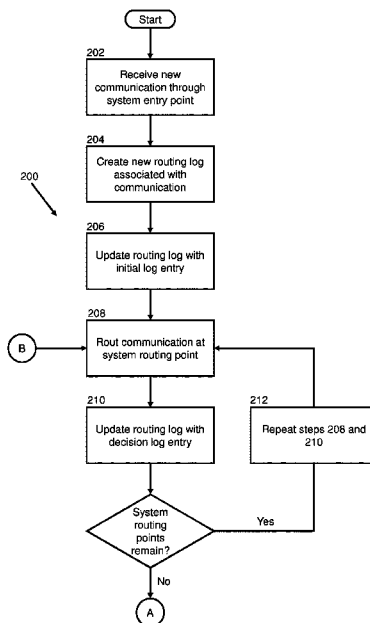 Start
202
Receive new
communication through
system entry point
204
Create new routing log
associated with
communication
200
206
Update routing log with
initial log entry
208
B
Rout communication at
system routing point
210
Update routing log with
decision log entry
212
Repeat steps 208 and
210
System
routing
points
remain?
Yes
No
A